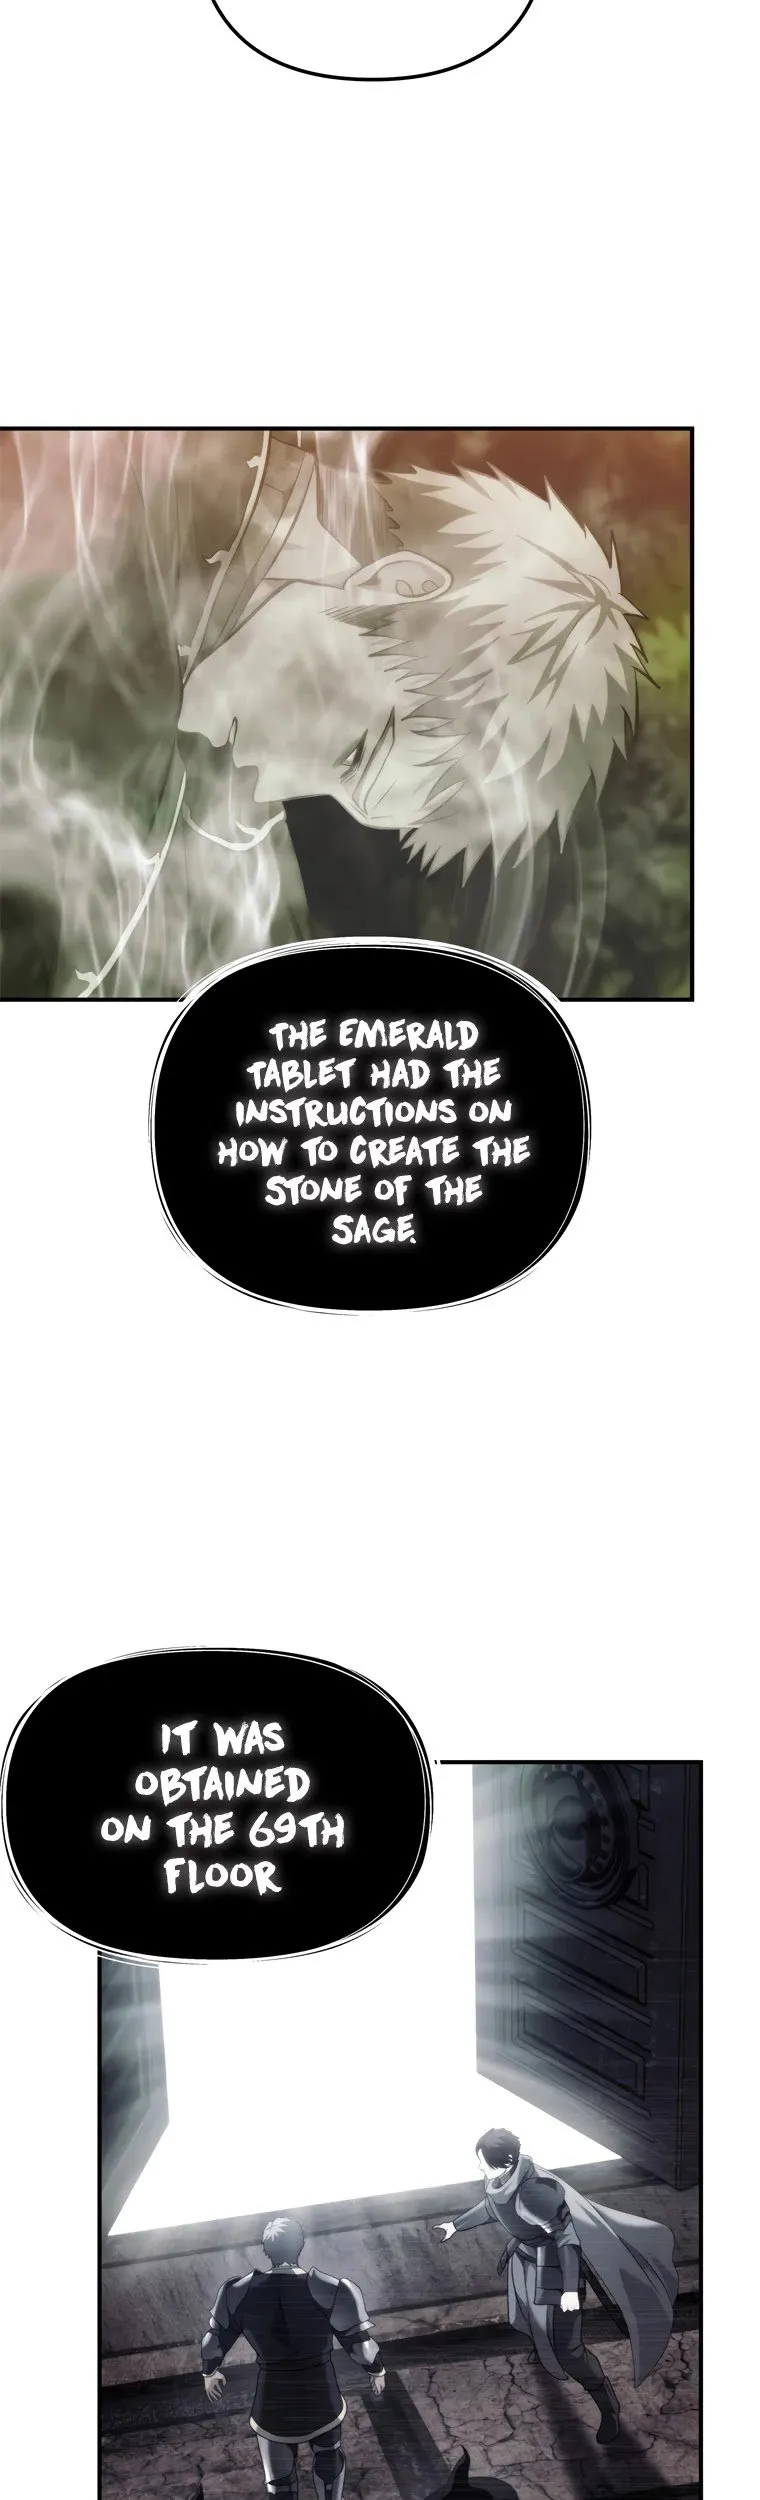 THE EMERALD
TABLET HAD THE
INSTRUCTIONS ON
HOW TO CREATE THE
STONE OF THE
SAGE.
IT WAS
OBTAINED
ON THE 69TH
FLOOR